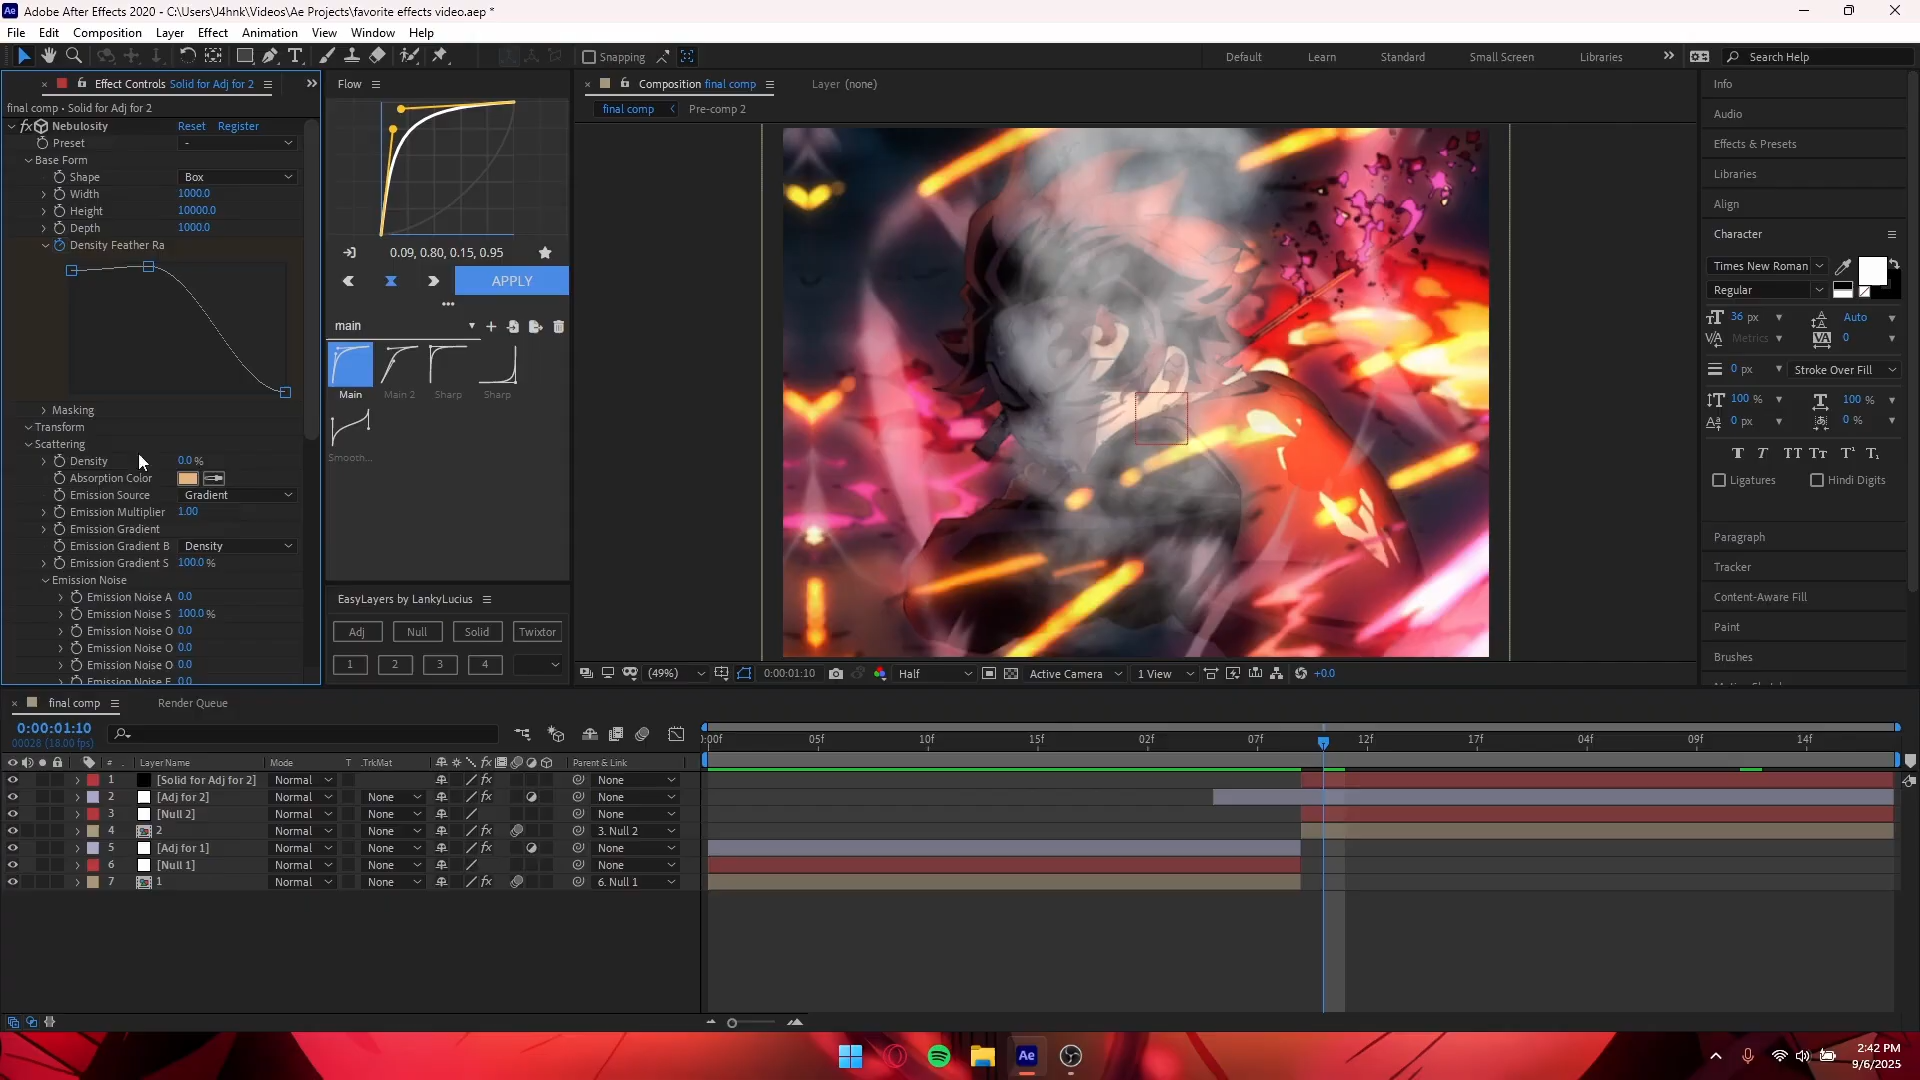 Ae Adobe After Effects 2020 - C:\Users\J4hnk\Videos\Ae Projects\favorite effects video.aep *
File Edit Composition Layer Effect Animation View Window Help
Snapping
Default Learn Standard Small Screen Libraries Search Help
Effect Controls Solid for Adj for 2
final comp • Solid for Adj for 2
fx Nebulosity Reset Register
Preset -
Base Form
Shape Box
Width 1000.0
Height 10000.0
Depth 1000.0
Density Feather Ra
Masking
Transform
Scattering
Density 0.0 %
Absorption Color
Emission Source Gradient
Emission Multiplier 1.00
Emission Gradient
Emission Gradient B Density
Emission Gradient S 100.0 %
Emission Noise
Emission Noise A 0.0
Emission Noise S 100.0 %
Emission Noise O 0.0
Emission Noise O 0.0
Emission Noise O 0.0
Emission Noise E 0.0
Flow
0.09, 0.80, 0.15, 0.95
APPLY
main
Main Main 2 Sharp Sharp
Smooth...
EasyLayers by LankyLucius
Adj Null Solid Twixtor
1 2 3 4
Composition final comp
Layer (none)
final comp Pre-comp 2
(49%) 0:00:01:10 Half Active Camera 1 View +0.0
Info
Audio
Effects & Presets
Libraries
Align
Character
Times New Roman
Regular
36 px Auto
Metrics 0
0 px Stroke Over Fill
100 % 100 %
0 px 0 %
T T TT Tt T¹ T₁
Ligatures Hindi Digits
Paragraph
Tracker
Content-Aware Fill
Paint
Brushes
final comp
Render Queue
0:00:01:10
00028 (18.00 fps)
:00f 05f 10f 15f 02f 07f 12f 17f 04f 09f 14f
# Layer Name Mode T .TrkMat fx Parent & Link
1 [Solid for Adj for 2] Normal fx None
2 [Adj for 2] Normal None fx None
3 [Null 2] Normal None None
4 2 Normal None fx 3. Null 2
5 [Adj for 1] Normal None None
6 [Null 1] Normal None None
7 1 Normal None fx 6. Null 1
Ae
2:42 PM
9/6/2025